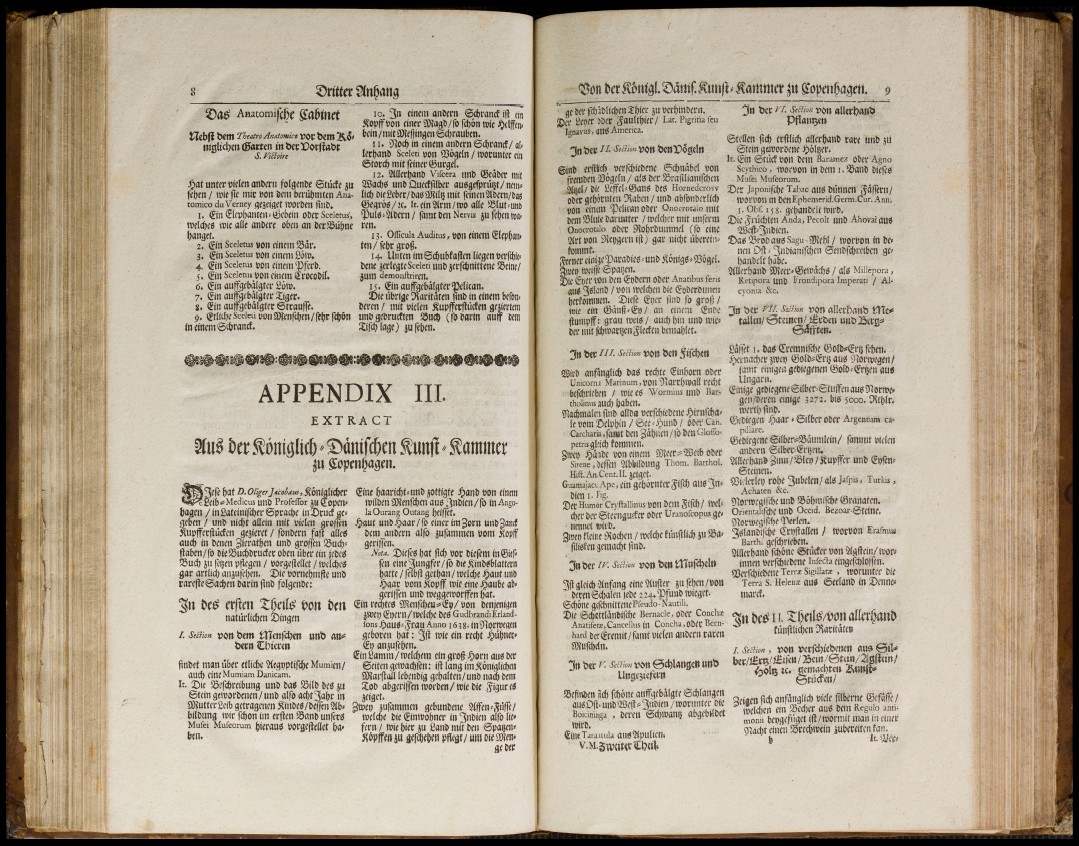 8
Dritter Anhang
Das Anatomische Cabinet
Nebst dem Theatro Anatomico vor dem Kö-
niglichen Garten in der Vorstadt
S. Victoire
Hat unter vielen andern folgende Stücke zu
sehen / wie sie mir von dem berühmten Ana-
tomico du Verney gezeiget worden sind.
1. Ein Elephanten-Gebein oder Sceletus,
welches wie alle andere oben an der Bühne
hanget.
2. Ein Sceletus von einem Bär.
3. Ein Sceletus von einem Löw.
4. Ein Sceletus von einem Pferd.
5. Ein Sceletus von einem Crocodil.
6. Ein auffgebälgter Löw.
7. Ein auffgebälgter Tiger.
8. Ein auffgebälgter Strausse.
9. Etliche Sceleti von Menschen / sehr schön
in einem Schranck.
10. In einem andern Schranck ist ein
Kopff von einer Magd / so schön wie Helffen-
bein / mit Messingen Schrauben.
11. Noch in einem andern Schranck / al-
lerhand Sceleti von Vögeln / worunter ein
Storch mit seiner Gurgel.
12. Allerhand Viscera und Geäder mit
Wachs und Quecksilber ausgesprützt / nem-
lich die Leber / das Miltz mit seinen Adern / das
Gegrös / ꝛc. It. ein Arm / wo alle Blut- und
Puls-Adern / samt den Nervis zu sehen wa-
ren.
13. Officula Auditus, von einem Elephan-
ten / sehr groß.
14. Unten im Schubkasten liegen verschie-
dene zerlegte Sceleti und zerschnittene Beine /
zum demonstriren.
15. Ein auffgebälgter Pelican.
Die übrige Raritäten sind in einem beson-
deren / mit vielen Kupfferstücken gezierten
und gedruckten Buch (so darin auff dem
Tisch lage) zu sehen.
APPENDIX III.
EXTRACT
Aus der Königlich-Dänischen Kunst-Kammer
zu Copenhagen.
DIese hat D. Oliger Jacobæus, Königlicher
Leib-Medicus und Professor zu Copen-
hagen / in Lateinischer Sprache in Druck ge-
geben / und nicht allein mit vielen grossen
Kupfferstücken gezieret / sondern fast alles
auch in denen Zierathen und grossen Buch-
staben / so die Buchdrucker oben über ein jedes
Buch zu setzen pflegen / vorgestellet / welches
gar artlich anzusehen. Die vornehmste und
rareste Sachen darin sind folgende:
In des ersten Theils von den
natürlichen Dingen
I. Section von dem Menschen und an-
dern Thieren
findet man über etliche Aegyptische Mumien /
auch eine Mumiam Danicam.
It. Die Beschreibung und das Bild des zu
Stein gewordenen / und also acht Jahr in
Mutter Leib getragenen Kindes / dessen Ab-
bildung wir schon im ersten Band unsers
Musei Museorum hieraus vorgestellet ha-
ben.
Eine haaricht- und zottigte Hand von einem
wilden Menschen aus Indien / so in Ango-
la Ourang Outang heisset.
Haut und Haar / so einer im Zorn und Zanck
dem andern also zusammen vom Kopff
gerissen.
Nota. Dieses hat sich vor diesem in Gies-
sen eine Jungfer / so die Kindsblattern
hatte / selbst gethan / welche Haut und
Haar vom Kopff wie eine Haube ab-
gerissen und weggeworffen hat.
Ein rechtes Menschen-Ey / von denjenigen
zwey Eyern / welche des Gudbrandi Erland-
sons Haus-Frau Anno 1638. in Norwegen
geboren hat: Ist wie ein recht Hühner-
Ey anzusehen.
Ein Lamm / welchem ein groß Horn aus der
Seiten gewachsen: ist lang im Königlichen
Marstall lebendig gehalten / und nach dem
Tod abgerissen worden / wie die Figur es
zeiget.
Zwey zusammen gebundene Affen-Füsse /
welche die Einwohner in Indien also lie-
fern / wie hier zu Land mit den Spatzen-
Köpffen zu geschehen pflegt / um die Men-
ge der
Von der Königl. Dänis. Kunst-Kammer zu Copenhagen.
9
ge der schädlichen Thier zu verhindern.
Der Leyer oder Faulthier / Lat. Pigritia seu
Ignavus, aus America.
In der II. Section von den Vögeln
Sind erstlich verschiedene Schnäbel von
fremden Vögeln / als der Brasilianischen
Atzel / die Leffel-Gans des Hornedcrovv
oder gehörnten Raben / und absonderlich
von einem Pelican oder Onocrotalo mit
dem Blute darunter / welcher mit unserm
Onocrotalo oder Rohrdummel (so eine
Art von Reygern ist) gar nicht überein-
kommt.
Ferner einige Paradies- und Königs-Vögel.
Zwey weisse Spatzen.
Die Eyer von den Eydern oder Anatibus feris
aus Island / von welchen die Eyderdunen
herkommen. Diese Eyer sind so groß /
wie ein Gänß-Ey / an einem Ende
stumpff: grau weis / auch hin und wie-
der mit schwartzen Flecken bemahlet.
In der III. Section von den Fischen
Wird anfänglich das rechte Einhorn oder
Unicornu Marinum, von Narrhwall recht
beschrieben / wie es Wormius und Bar-
tholinus auch haben.
Nachmalen sind allda verschiedene Hirnscha-
le vom Delphin / See-Hund / oder Can.
Carcharia, samt den Zähnen / so den Glosso-
petris gleich kommen.
Zwey Hände von einem Meer-Weib oder
Sirene, dessen Abbildung Thom. Barthol.
Hist. An. Cent. II. zeiget.
Guamajacu Ape, ein gehörnter Fisch aus In-
dien 1. Fig.
Der Humor Crystallinus von dem Fisch / wel-
cher der Sterngucker oder Uranoscopus ge-
nennet wird.
Zwey kleine Rochen / welche künstlich zu Ba-
silisken gemacht sind.
In der IV. Section von den Muscheln
Ist gleich Anfang eine Auster zu sehen / von
deren Schalen jede 224. Pfund wieget.
Schöne geschnittene Pseudo-Nautili,
Die Schottländische Bernacle, oder Conchæ
Anatiferæ, Cancellus in Concha, oder Bern-
hard der Eremit / samt vielen andern raren
Muscheln.
In der V. Section von Schlangen und
Ungeziefern
Befinden sich schöne auffgebälgte Schlangen
aus Ost- und West-Indien / worunter die
Boicininga, deren Schwantz abgebildet
wird.
Eine Tarantula aus Apulien.
V. M. Zweiter Theil.
In der VI. Section von allerhand
Pflantzen
Stellen sich erstlich allerhand rare und zu
Stein gewordene Höltzer.
It. Ein Stück von dem Baramez oder Agno
Scythico, worvon in dem 1. Band dieses
Musei Museorum.
Der Japonische Tabac aus dünnen Fäsern /
worvon in den Ephemerid. Germ. Cur. Ann.
1. Obs. 158. gehandelt wird.
Die Früchten Anda, Pecolt und Ahovai aus
West-Indien.
Das Brod aus Sagu-Mehl / worvon in de-
nen Ost-Indianischen Sendschreiben ge-
handelt habe.
Allerhand Meer-Gewächs / als Millepora,
Retipora und Frondipora Imperati / Al-
cyonia &c.
In der VII. Section von allerhand Me-
tallin / Steinen / Erden und Berg-
Säfften.
Lässet 1. das Cremnische Gold-Ertz sehen.
Hernacher zwey Gold-Ertz aus Norwegen /
samt einigen gediegenen Gold-Ertzen aus
Ungarn.
Einige gediegene Silber-Stuffen aus Norwe-
gen / deren einige 3272. bis 5000. Rthlr.
werth sind.
Gediegen Haar-Silber oder Argentum ca-
pillare.
Gediegene Silber-Bäumlein / sammt vielen
andern Silber-Ertzen.
Allerhand Zinn / Bley / Kupffer und Eysen-
Steinen.
Vielerley rohe Jubelen / als Jaspis, Turkis,
Achaten &c.
Norwegische und Böhmische Granaten.
Orientalische und Occid. Bezoar-Steine.
Norwegische Perlen.
Isländische Crystallen / worvon Erasmus
Barth. geschrieben.
Allerhand schöne Stücker von Agstein / wor-
innen verschiedene Insecta eingeschlossen.
Verschiedene Terræ Sigillatæ, worunter die
Terra S. Helenæ aus Seeland in Denne-
marck.
In des II. Theils / von allerhand
künstlichen Raritäten
I. Section, von verschiedenen aus Sil-
ber / Ertz / Eisen / Bein / Stein / Agstein /
Holtz ꝛc. gemachten Kunst-
Stücken /
Zeigen sich anfänglich viele silberne Gefässe /
welchen ein Becher aus dem Regulo anti-
monii beygefüget ist / wormit man in einer
Nacht einen Brechwein zubereiten kan.
b
It. Ver-